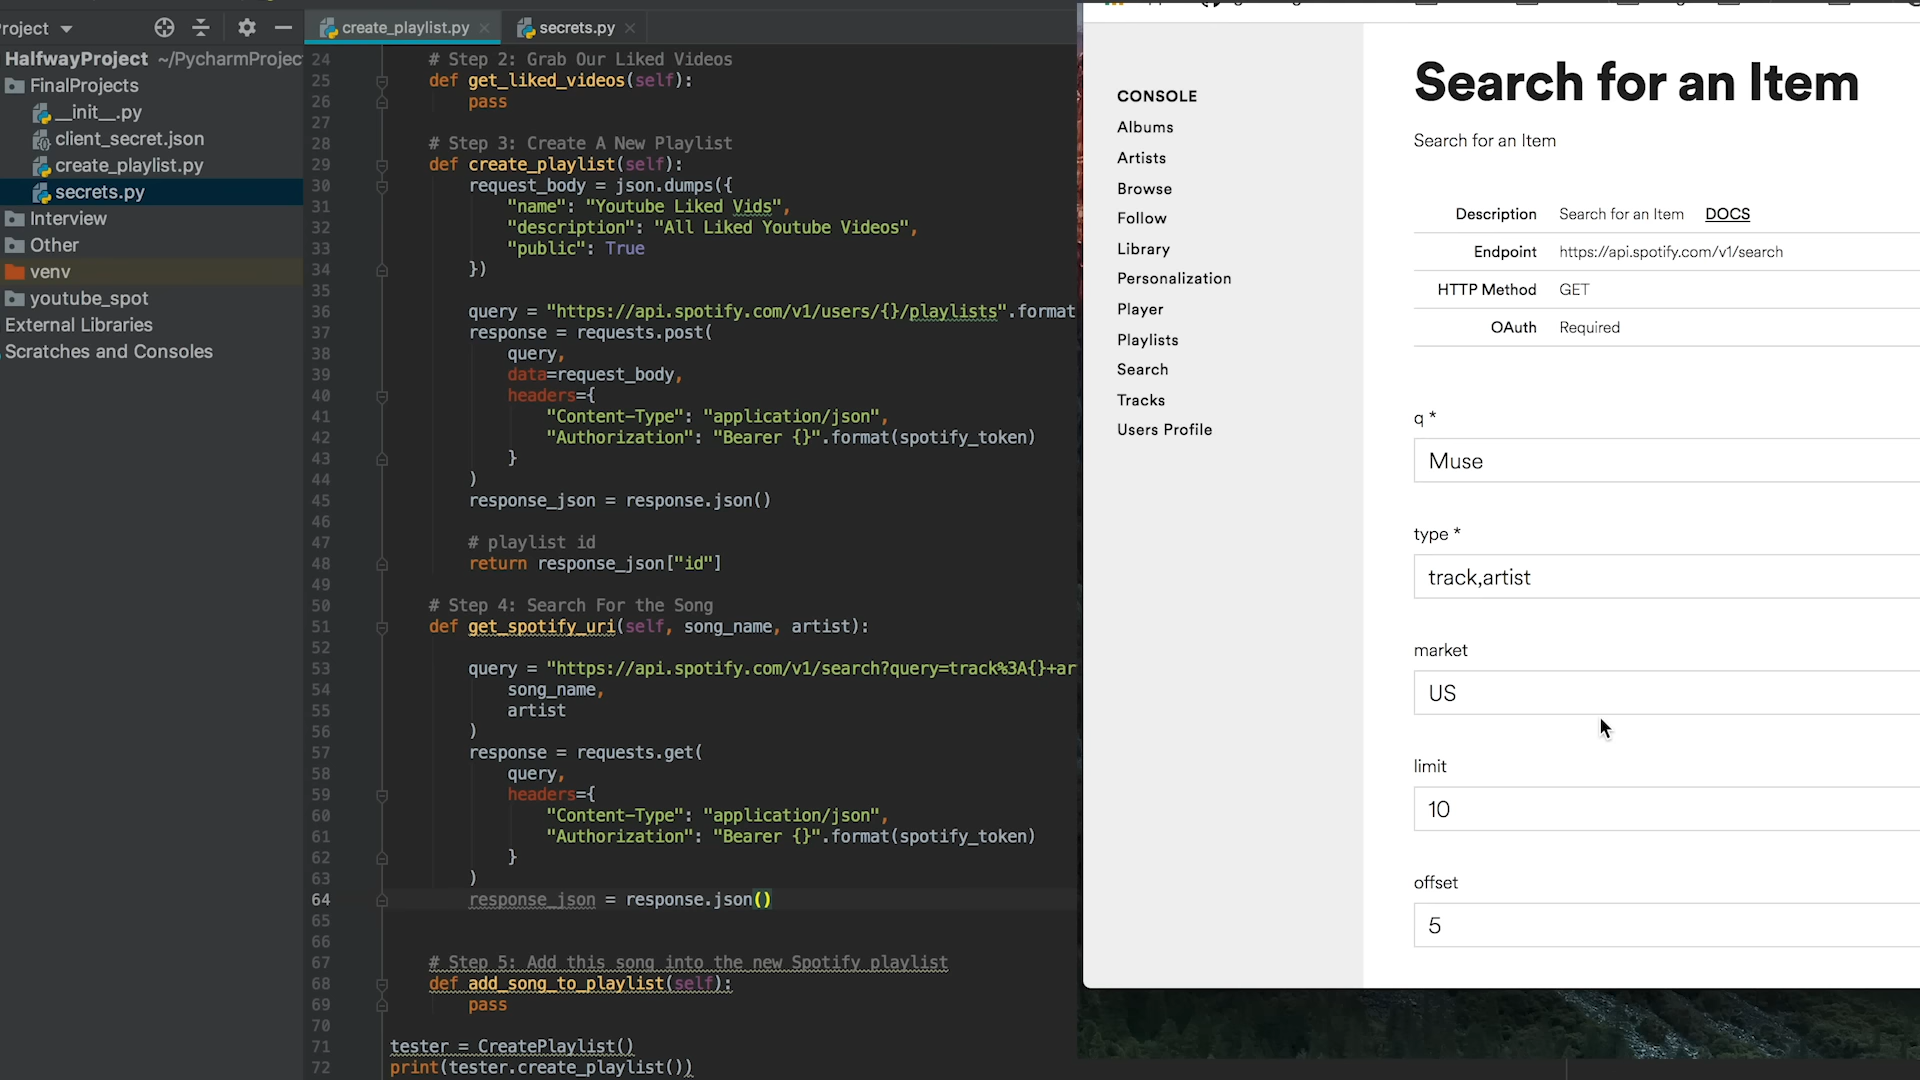 roject
HalfwayProject ~/PycharmProjec
FinalProjects
__init__.py
client_secret.json
create_playlist.py
secrets.py
Interview
Other
venv
youtube_spot
External Libraries
Scratches and Consoles
create_playlist.py
secrets.py
24 # Step 2: Grab Our Liked Videos
25 def get_liked_videos(self):
26 pass
27
28 # Step 3: Create A New Playlist
29 def create_playlist(self):
30 request_body = json.dumps({
31 "name": "Youtube Liked Vids",
32 "description": "All Liked Youtube Videos",
33 "public": True
34 })
35
36 query = "https://api.spotify.com/v1/users/{}/playlists".format
37 response = requests.post(
38 query,
39 data=request_body,
40 headers={
41 "Content-Type": "application/json",
42 "Authorization": "Bearer {}".format(spotify_token)
43 }
44 )
45 response_json = response.json()
46
47 # playlist id
48 return response_json["id"]
49
50 # Step 4: Search For the Song
51 def get_spotify_uri(self, song_name, artist):
52
53 query = "https://api.spotify.com/v1/search?query=track%3A{}+ar
54 song_name,
55 artist
56 )
57 response = requests.get(
58 query,
59 headers={
60 "Content-Type": "application/json",
61 "Authorization": "Bearer {}".format(spotify_token)
62 }
63 )
64 response_json = response.json()
65
66
67 # Step 5: Add this song into the new Spotify playlist
68 def add_song_to_playlist(self):
69 pass
70
71 tester = CreatePlaylist()
72 print(tester.create_playlist())
CONSOLE
Albums
Artists
Browse
Follow
Library
Personalization
Player
Playlists
Search
Tracks
Users Profile
Search for an Item
Search for an Item
Description Search for an Item DOCS
Endpoint https://api.spotify.com/v1/search
HTTP Method GET
OAuth Required
q *
Muse
type *
track,artist
market
US
limit
10
offset
5